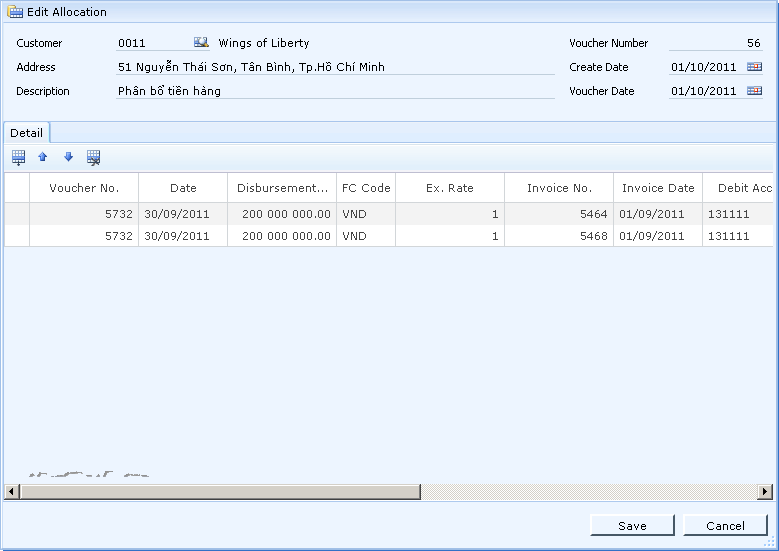 Edit Allocation
Customer 0011 Wings of Liberty Voucher Number 56
Address 51 Nguyễn Thái Sơn, Tân Bình, Tp.Hồ Chí Minh Create Date 01/10/2011
Description Phân bổ tiền hàng Voucher Date 01/10/2011
Detail
Voucher No. Date Disbursement... FC Code Ex. Rate Invoice No. Invoice Date Debit Acc
5732 30/09/2011 200 000 000.00 VND 1 5464 01/09/2011 131111
5732 30/09/2011 200 000 000.00 VND 1 5468 01/09/2011 131111
Save Cancel